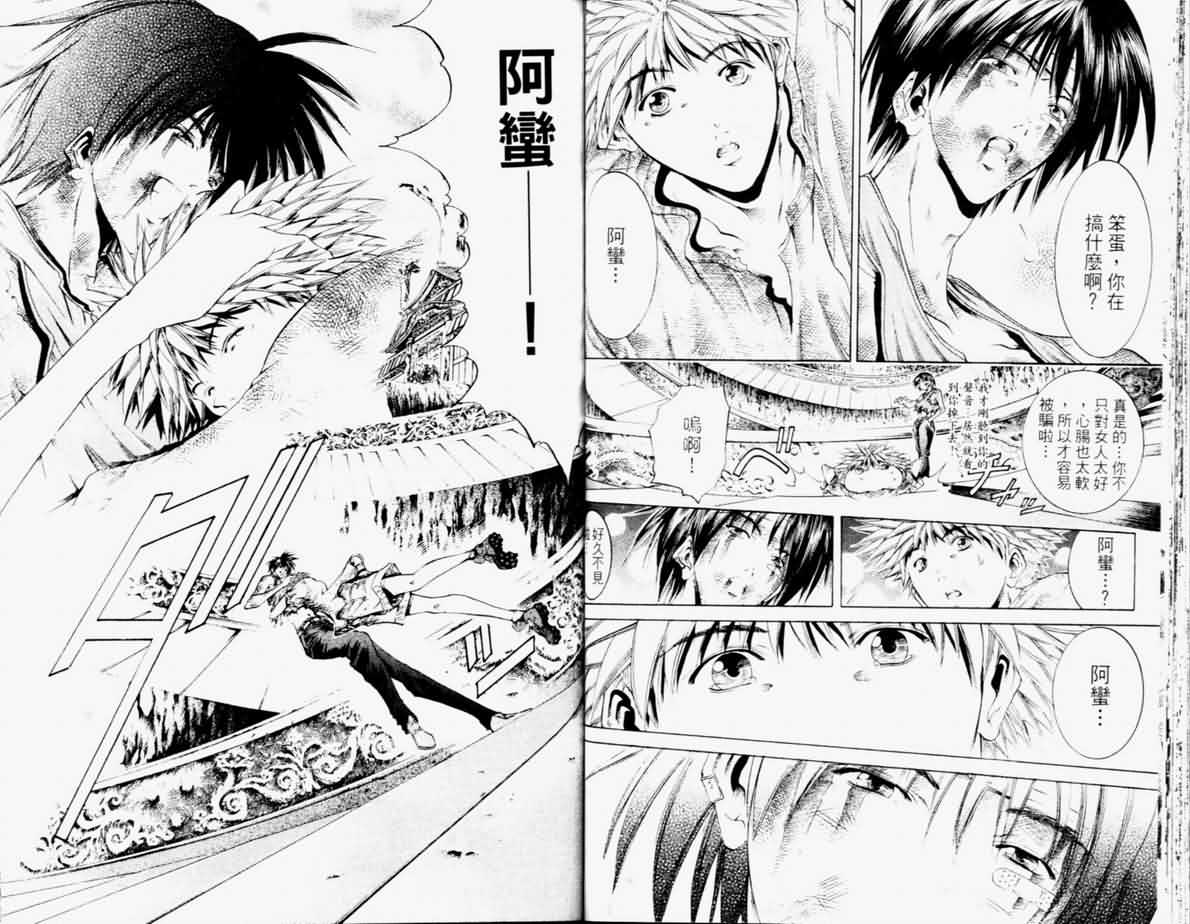 笨蛋,你在
搞什麼啊?
阿蠻…
真是的…你不
只對女人太好
,心腸也太軟
,所以才容易
被騙啦…
我才剛聽到你的
聲音…居然就看
到你掉下去…
嗚啊!
阿蠻…?
好久不見
阿蠻…
阿蠻——!